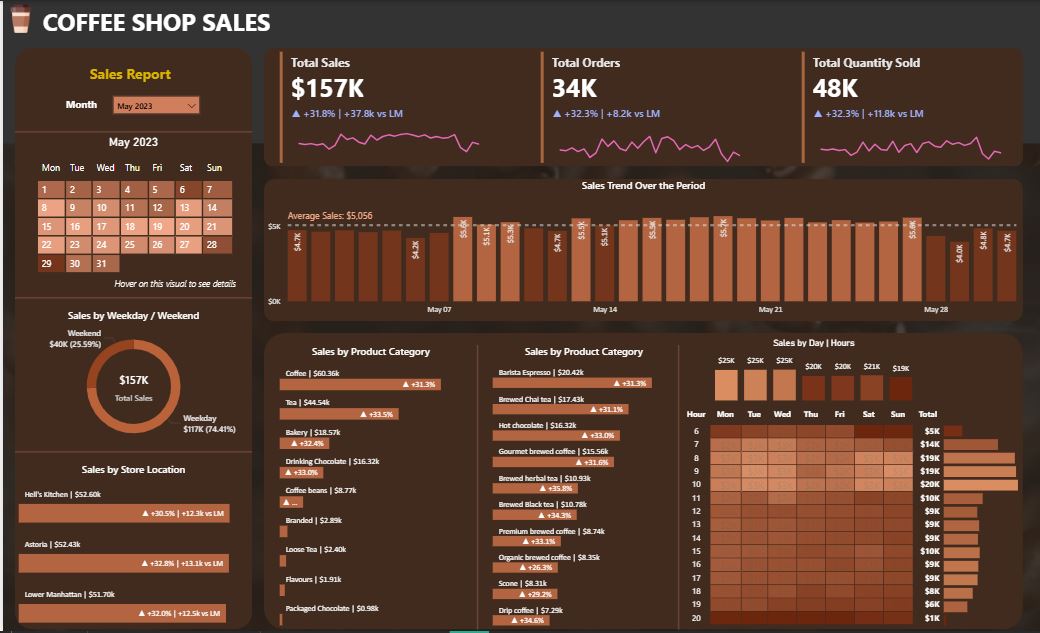 COFFEE SHOP SALES
Sales Report
Month May 2023
May 2023
Mon Tue Wed Thu Fri Sat Sun
1 2 3 4 5 6 7
8 9 10 11 12 13 14
15 16 17 18 19 20 21
22 23 24 25 26 27 28
29 30 31
Hover on this visual to see details
Sales by Weekday / Weekend
Weekend
$40K (25.59%)
$157K
Total Sales
Weekday
$117K (74.41%)
Sales by Store Location
Hell's Kitchen | $52.60k
▲ +30.5% | +12.3k vs LM
Astoria | $52.43k
▲ +32.8% | +13.1k vs LM
Lower Manhattan | $51.70k
▲ +32.0% | +12.5k vs LM
Total Sales
$157K
▲ +31.8% | +37.8k vs LM
Total Orders
34K
▲ +32.3% | +8.2k vs LM
Total Quantity Sold
48K
▲ +32.3% | +11.8k vs LM
Sales Trend Over the Period
Average Sales: $5,056
$5K
$0K
$4.7K $4.2K $5.1K $5.3K $4.7K $5.1K $4.0K $4.8K $4.7K
May 07 May 14 May 21 May 28
Sales by Product Category
Coffee | $60.36k
▲ +31.3%
Tea | $44.54k
▲ +33.5%
Bakery | $18.57k
▲ +32.4%
Drinking Chocolate | $16.32k
▲ +33.0%
Coffee beans | $8.77k
▲ ...
Branded | $2.89k
Loose Tea | $2.40k
Flavours | $1.91k
Packaged Chocolate | $0.98k
Sales by Product Category
Barista Espresso | $20.42k
▲ +31.3%
Brewed Chai tea | $17.43k
▲ +31.1%
Hot chocolate | $16.32k
▲ +33.0%
Gourmet brewed coffee | $15.56k
▲ +31.6%
Brewed herbal tea | $10.93k
▲ +35.8%
Brewed Black tea | $10.78k
▲ +34.3%
Premium brewed coffee | $8.74k
▲ +33.1%
Organic brewed coffee | $8.35k
▲ +26.3%
Scone | $8.31k
▲ +29.2%
Drip coffee | $7.29k
▲ +34.6%
Sales by Day | Hours
$25K $25K $25K $20K $20K $21K $19K
Hour Mon Tue Wed Thu Fri Sat Sun Total
6 $5K
7 $14K
8 $19K
9 $19K
10 $20K
11 $10K
12 $9K
13 $9K
14 $9K
15 $10K
16 $9K
17 $9K
18 $8K
19 $6K
20 $1K